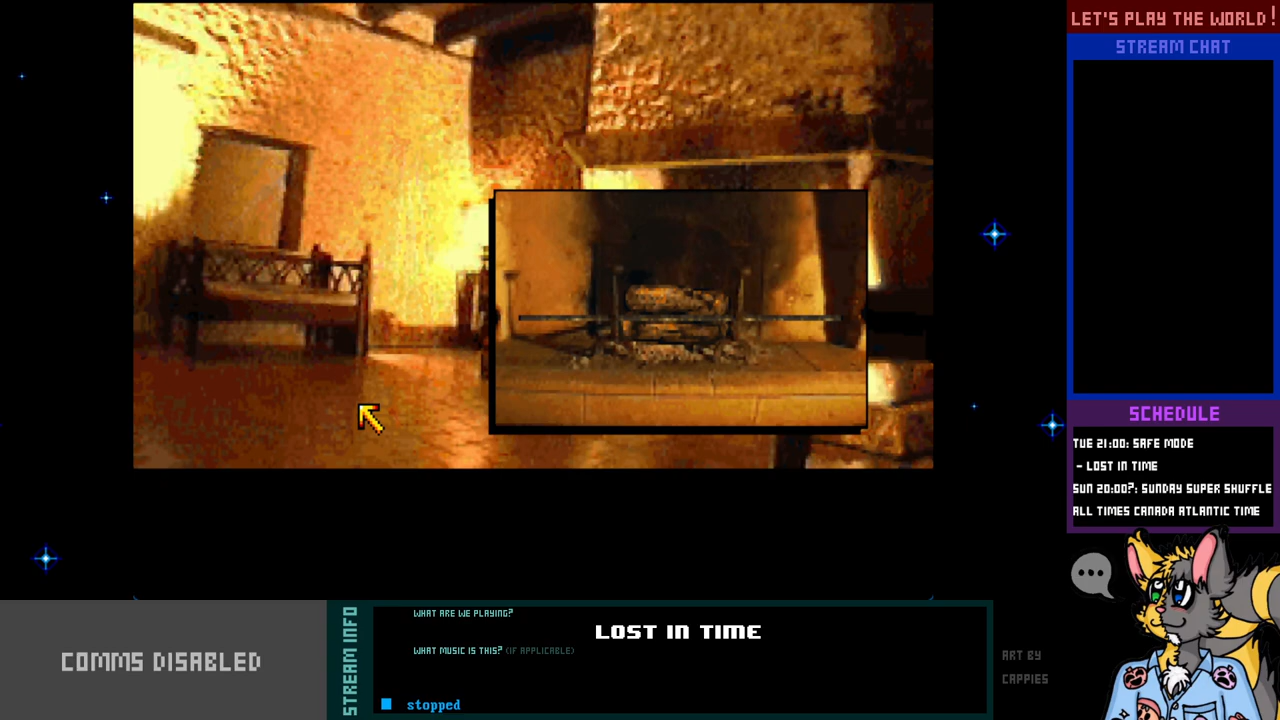 LET'S PLAY THE WORLD!
STREAM CHAT
SCHEDULE
TUE 21:00: SAFE MODE
- LOST IN TIME
SUN 20:00?: SUNDAY SUPER SHUFFLE
ALL TIMES CANADA ATLANTIC TIME
COMMS DISABLED
STREAM INFO
WHAT ARE WE PLAYING?
LOST IN TIME
WHAT MUSIC IS THIS? (IF APPLICABLE)
stopped
ART BY
CAPPIES